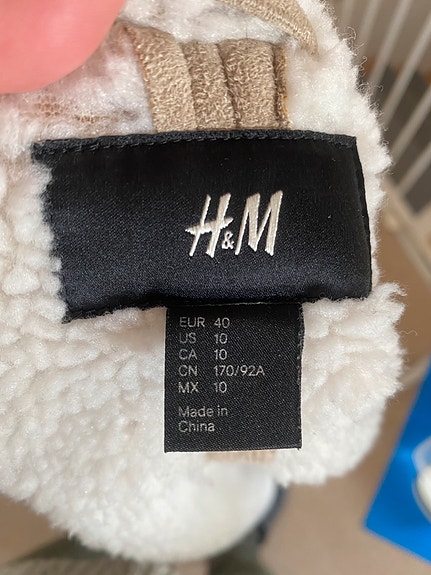 H&M
EUR 40
US 10
CA 10
CN 170/92A
MX 10
Made in
China